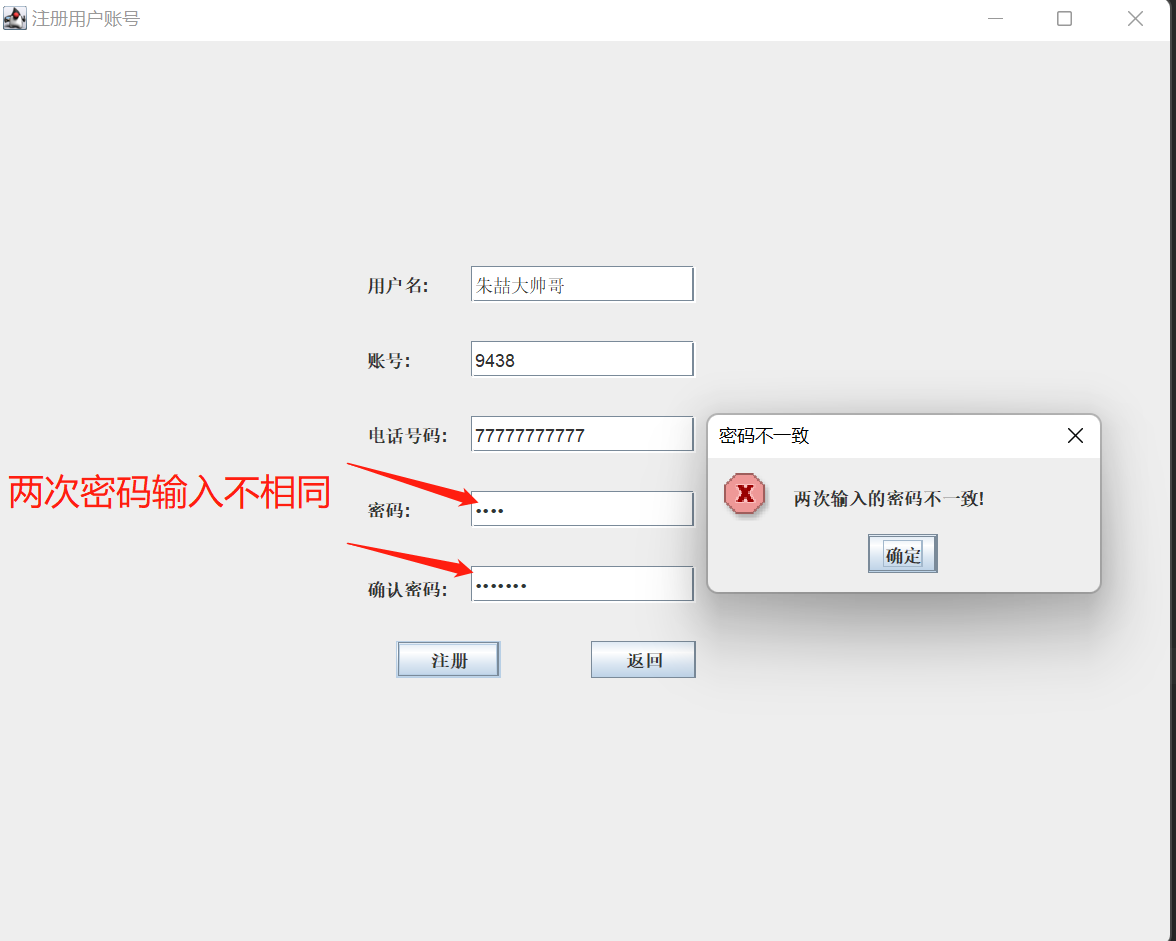 注册用户账号
用户名:
朱喆大帅哥
账号:
9438
电话号码:
77777777777
密码不一致
两次输入的密码不一致!
确定
两次密码输入不相同
密码:
••••
确认密码:
•••••••
注册
返回